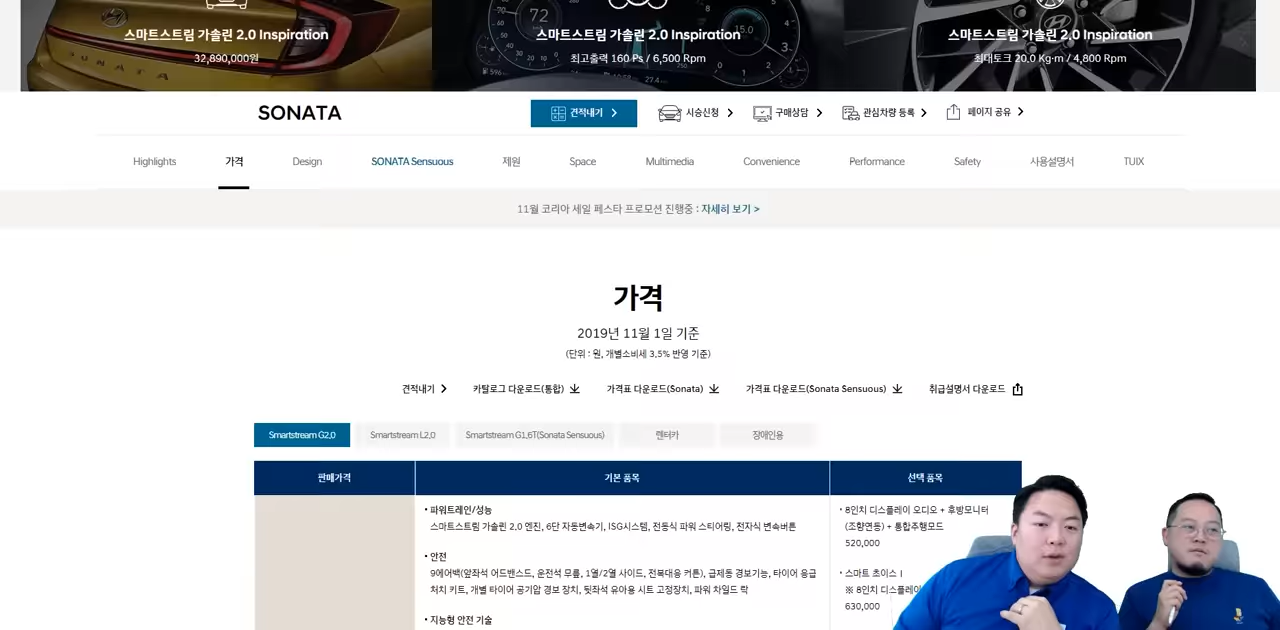 스마트스트림 가솔린 2.0 Inspiration
32,890,000원
스마트스트림 가솔린 2.0 Inspiration
최고출력 160 Ps / 6,500 Rpm
스마트스트림 가솔린 2.0 Inspiration
최대토크 20.0 Kg·m / 4,800 Rpm
SONATA
견적내기
시승신청
구매상담
관심차량 등록
페이지 공유
Highlights
가격
Design
SONATA Sensuous
제원
Space
Multimedia
Convenience
Performance
Safety
사용설명서
TUIX
11월 코리아 세일 페스타 프로모션 진행중 : 자세히 보기 >
가격
2019년 11월 1일 기준
(단위 : 원, 개별소비세 3.5% 반영 기준)
견적내기
카탈로그 다운로드(통합)
가격표 다운로드(Sonata)
가격표 다운로드(Sonata Sensuous)
취급설명서 다운로드
Smartstream G2.0
Smartstream L2.0
Smartstream G1.6T(Sonata Sensuous)
렌터카
장애인용
판매가격
기본 품목
선택 품목
• 파워트레인/성능
스마트스트림 가솔린 2.0 엔진, 6단 자동변속기, ISG시스템, 전동식 파워 스티어링, 전자식 변속버튼
• 안전
9에어백(앞좌석 어드밴스드, 운전석 무릎, 1열/2열 사이드, 전복대응 커튼), 급제동 경보기능, 타이어 응급
처치 키트, 개별 타이어 공기압 경보 장치, 뒷좌석 유아용 시트 고정장치, 파워 차일드 락
• 지능형 안전 기술
• 8인치 디스플레이 오디오 + 후방모니터
(조향연동) + 통합주행모드
520,000
• 스마트 초이스 I
※ 8인치 디스플레이
630,000